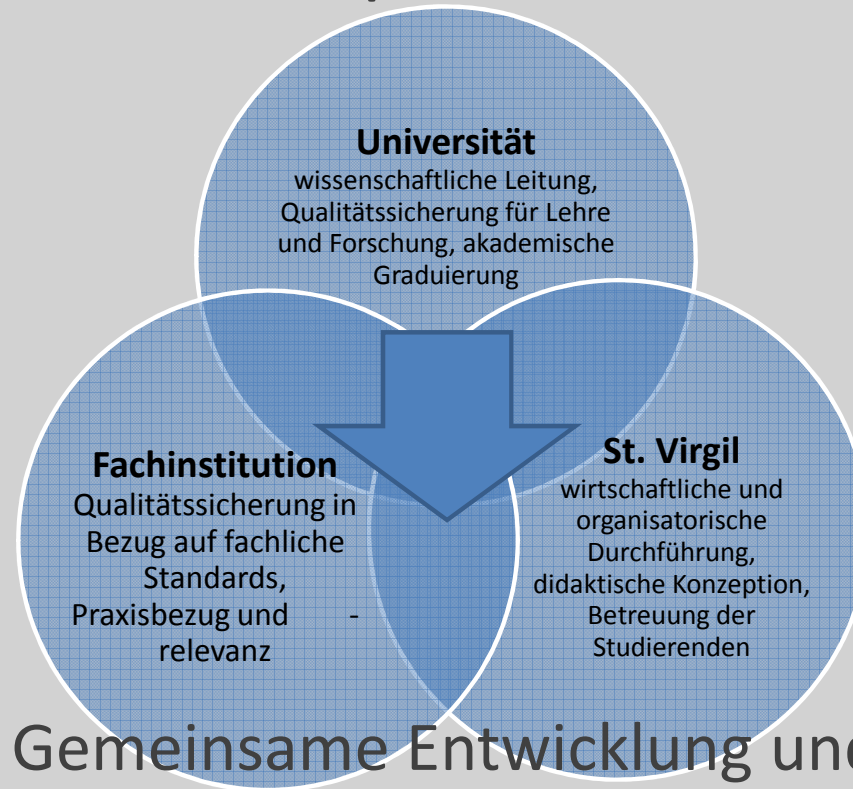 Universität
wissenschaftliche Leitung,
Qualitätssicherung für Lehre
und Forschung, akademische
Graduierung
Fachinstitution
Qualitätssicherung in
Bezug auf fachliche
Standards,
Praxisbezug und -
relevanz
St. Virgil
wirtschaftliche und
organisatorische
Durchführung,
didaktische Konzeption,
Betreuung der
Studierenden
Gemeinsame Entwicklung und